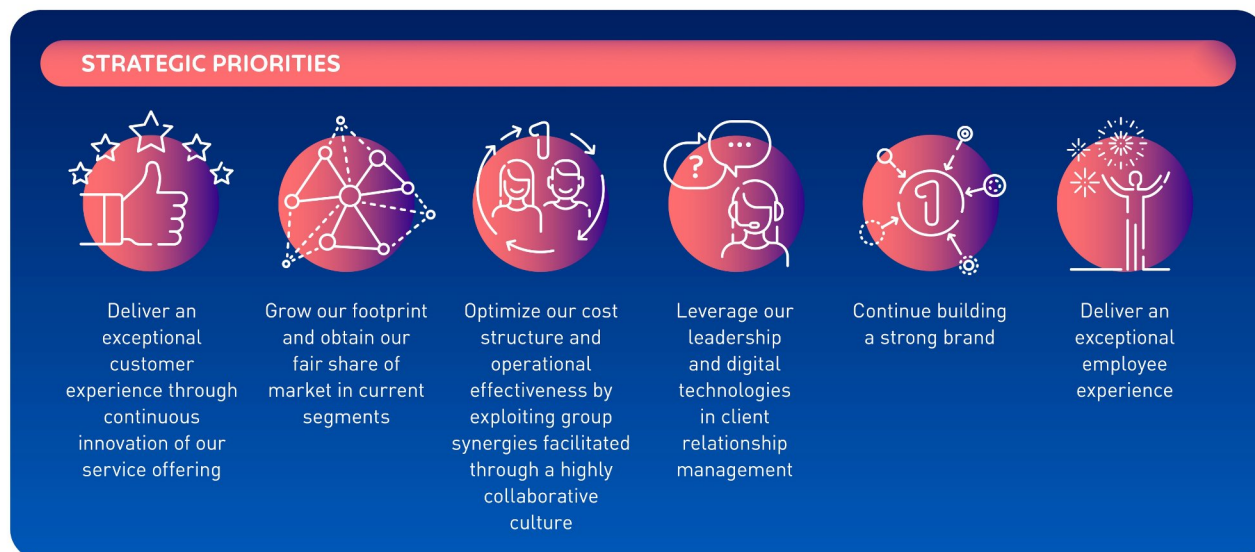 STRATEGIC PRIORITIES
?
...
1
1
Deliver an
exceptional
customer
experience through
continuous
innovation of our
service offering
Grow our footprint
and obtain our
fair share of
market in current
segments
Optimize our cost
structure and
operational
effectiveness by
exploiting group
synergies facilitated
through a highly
collaborative
culture
Leverage our
leadership
and digital
technologies
in client
relationship
management
Continue building
a strong brand
Deliver an
exceptional
employee
experience